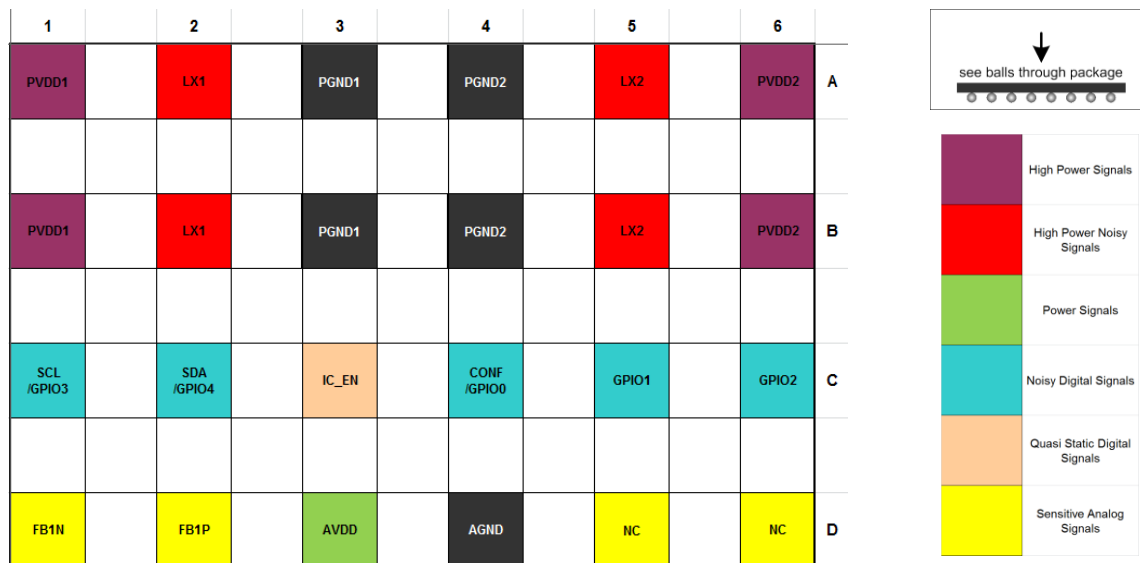 1 2 3 4 5 6
PVDD1 LX1 PGND1 PGND2 LX2 PVDD2 A
PVDD1 LX1 PGND1 PGND2 LX2 PVDD2 B
SCL SDA CONF
/GPIO3 /GPIO4 IC_EN /GPIO0 GPIO1 GPIO2 C
FB1N FB1P AVDD AGND NC NC D
see balls through package
High Power Signals
High Power Noisy
Signals
Power Signals
Noisy Digital Signals
Quasi Static Digital
Signals
Sensitive Analog
Signals